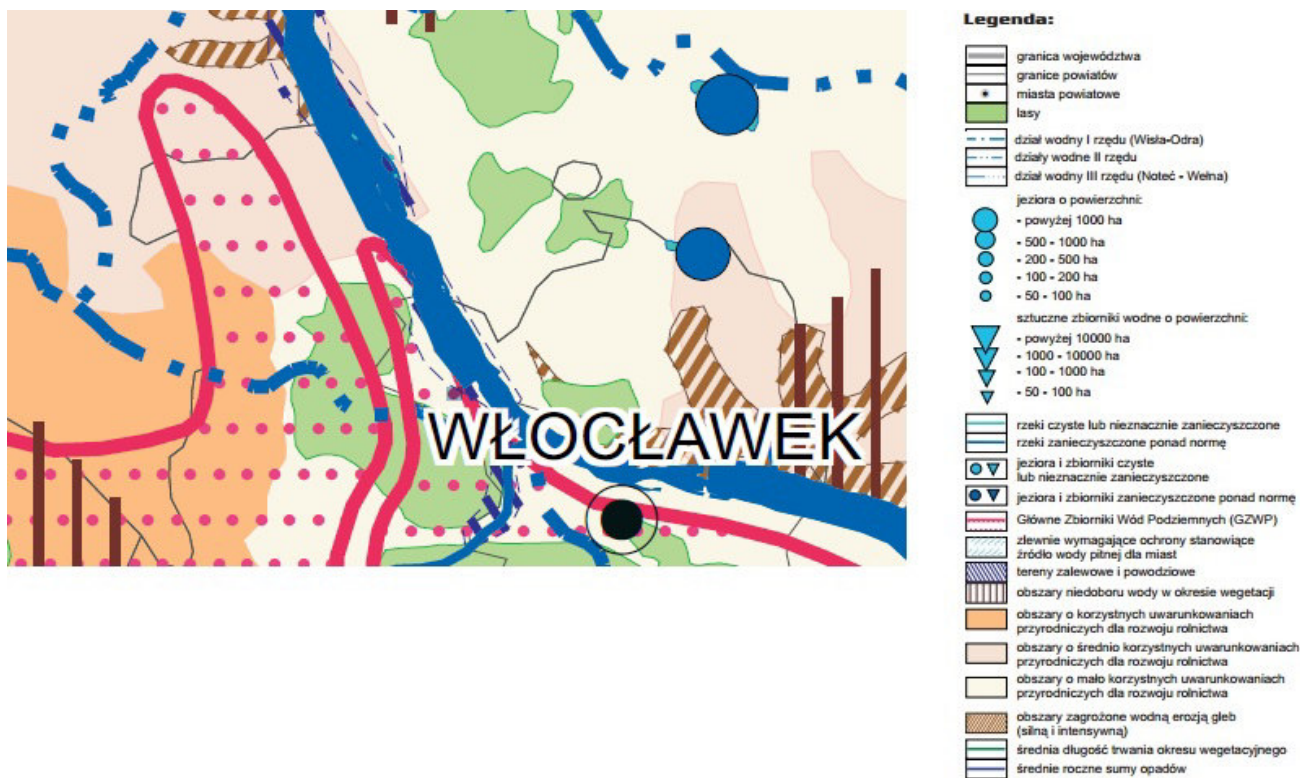 WŁOCŁAWEK
Legenda:
granica województwa
granice powiatów
miasta powiatowe
lasy
dział wodny I rzędu (Wisła-Odra)
działy wodne II rzędu
dział wodny III rzędu (Noteć - Wełna)
jeziora o powierzchni:
- powyżej 1000 ha
- 500 - 1000 ha
- 200 - 500 ha
- 100 - 200 ha
- 50 - 100 ha
sztuczne zbiorniki wodne o powierzchni:
- powyżej 10000 ha
- 1000 - 10000 ha
- 100 - 1000 ha
- 50 - 100 ha
rzeki czyste lub nieznacznie zanieczyszczone
rzeki zanieczyszczone ponad normę
jeziora i zbiorniki czyste
lub nieznacznie zanieczyszczone
jeziora i zbiorniki zanieczyszczone ponad normę
Główne Zbiorniki Wód Podziemnych (GZWP)
zlewnie wymagające ochrony stanowiące
źródło wody pitnej dla miast
tereny zalewowe i powodziowe
obszary niedoboru wody w okresie wegetacji
obszary o korzystnych uwarunkowaniach
przyrodniczych dla rozwoju rolnictwa
obszary o średnio korzystnych uwarunkowaniach
przyrodniczych dla rozwoju rolnictwa
obszary o mało korzystnych uwarunkowaniach
przyrodniczych dla rozwoju rolnictwa
obszary zagrożone wodną erozją gleb
(silną i intensywną)
średnia długość trwania okresu wegetacyjnego
średnie roczne sumy opadów